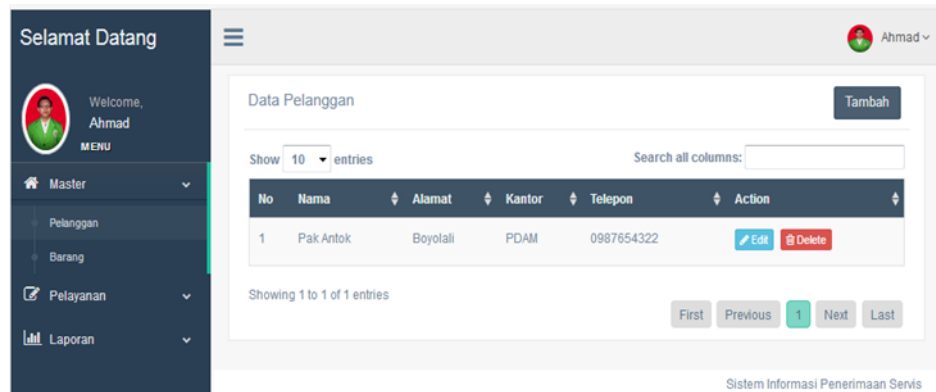 Selamat Datang
Ahmad
Welcome,
Ahmad
MENU
Master
Pelanggan
Barang
Pelayanan
Laporan
Data Pelanggan
Tambah
Show 10 entries
Search all columns:
No Nama Alamat Kantor Telepon Action
1 Pak Antok Boyolali PDAM 0987654322 Edit Delete
Showing 1 to 1 of 1 entries
First Previous 1 Next Last
Sistem Informasi Penerimaan Servis